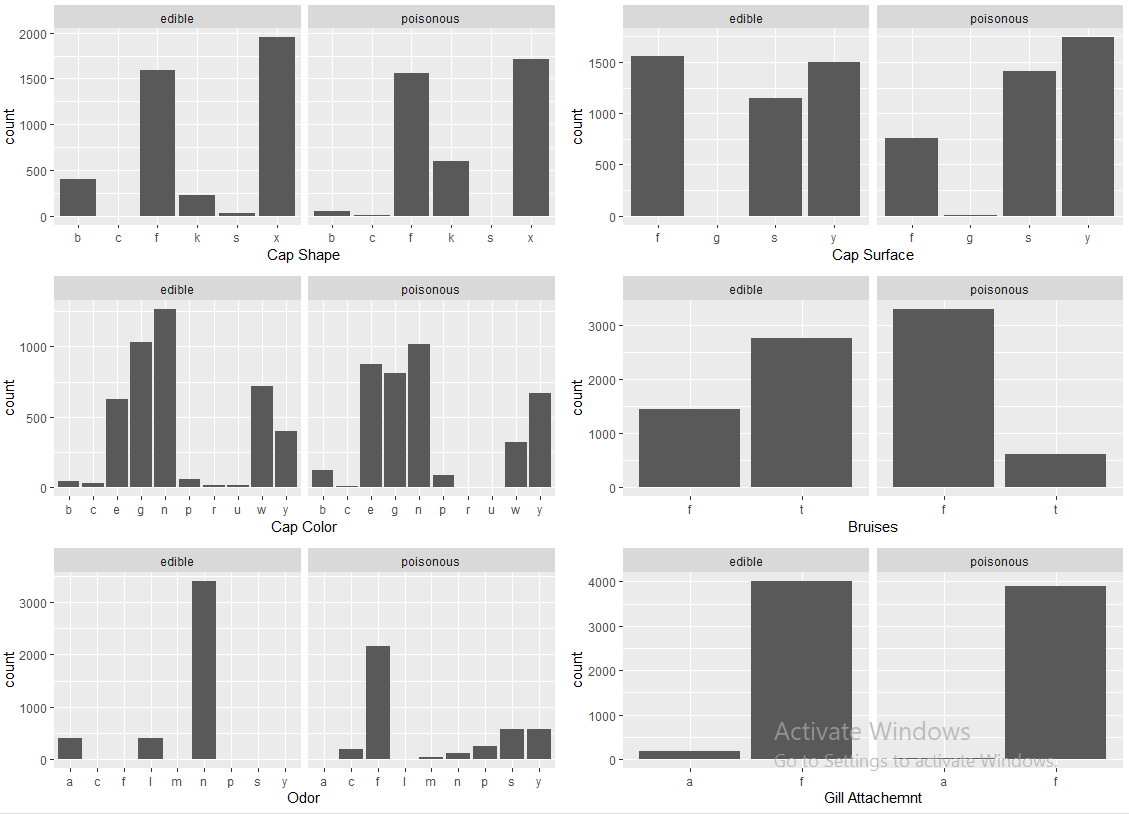 edible poisonous
2000
1500
1000
500
0
count
b c f k s x b c f k s x
Cap Shape
edible poisonous
1500
1000
500
0
count
f g s y f g s y
Cap Surface
edible poisonous
1000
500
0
count
b c e g n p r u w y b c e g n p r u w y
Cap Color
edible poisonous
3000
2000
1000
0
count
f t f t
Bruises
edible poisonous
3000
2000
1000
0
count
a c f l m n p s y a c f l m n p s y
Odor
edible poisonous
4000
3000
2000
1000
0
count
a f a f
Gill Attachemnt
Activate Windows
Go to Settings to activate Windows.